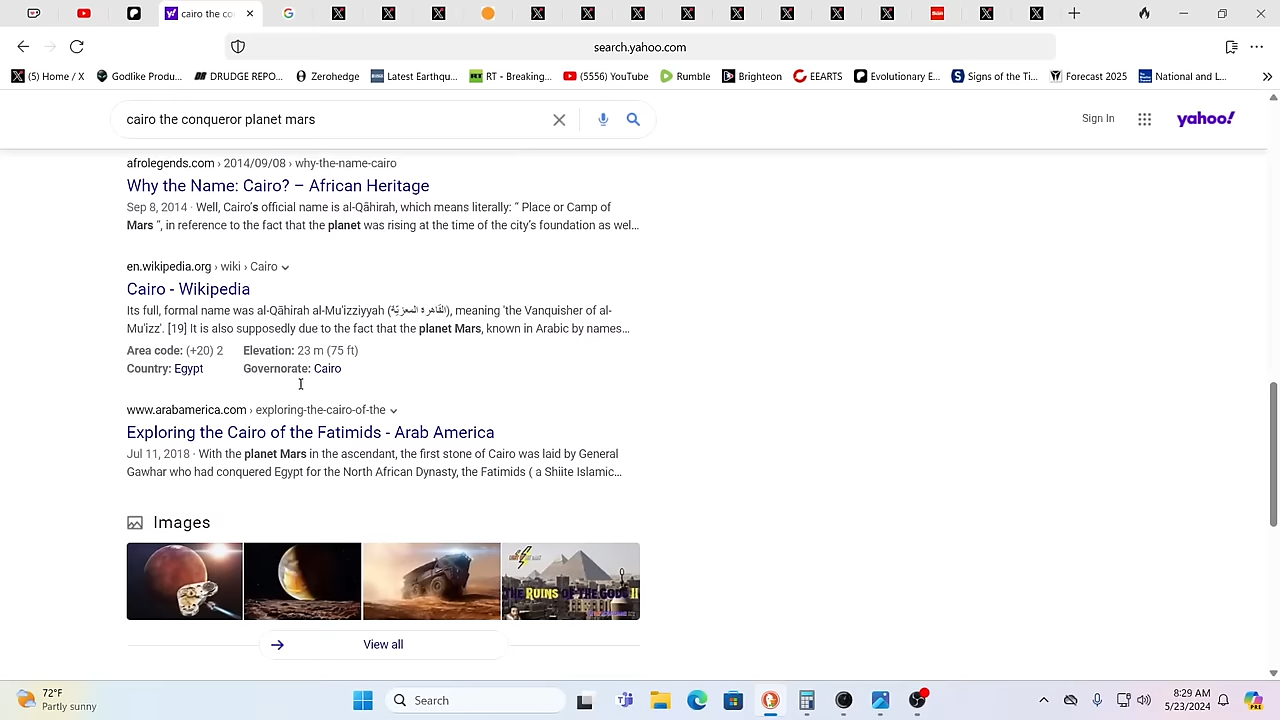 cairo the co
search.yahoo.com
(5) Home / X
Godlike Produ...
DRUDGE REPO...
Zerohedge
Latest Earthqu...
RT - Breaking...
(5556) YouTube
Rumble
Brighteon
EEARTS
Evolutionary E...
Signs of the Ti...
Forecast 2025
National and L...
cairo the conqueror planet mars
Sign In
yahoo!
afrolegends.com › 2014/09/08 › why-the-name-cairo
Why the Name: Cairo? – African Heritage
Sep 8, 2014 · Well, Cairo's official name is al-Qāhirah, which means literally: “ Place or Camp of
Mars “, in reference to the fact that the planet was rising at the time of the city's foundation as wel...
en.wikipedia.org › wiki › Cairo
Cairo - Wikipedia
Its full, formal name was al-Qāhirah al-Mu'izziyyah (القاهرة المعزيّة), meaning 'the Vanquisher of al-
Mu'izz'. [19] It is also supposedly due to the fact that the planet Mars, known in Arabic by names...
Area code: (+20) 2 Elevation: 23 m (75 ft)
Country: Egypt Governorate: Cairo
www.arabamerica.com › exploring-the-cairo-of-the
Exploring the Cairo of the Fatimids - Arab America
Jul 11, 2018 · With the planet Mars in the ascendant, the first stone of Cairo was laid by General
Gawhar who had conquered Egypt for the North African Dynasty, the Fatimids ( a Shiite Islamic...
Images
THE RUINS OF THE GODS II
View all
72°F
Partly sunny
Search
8:29 AM
5/23/2024